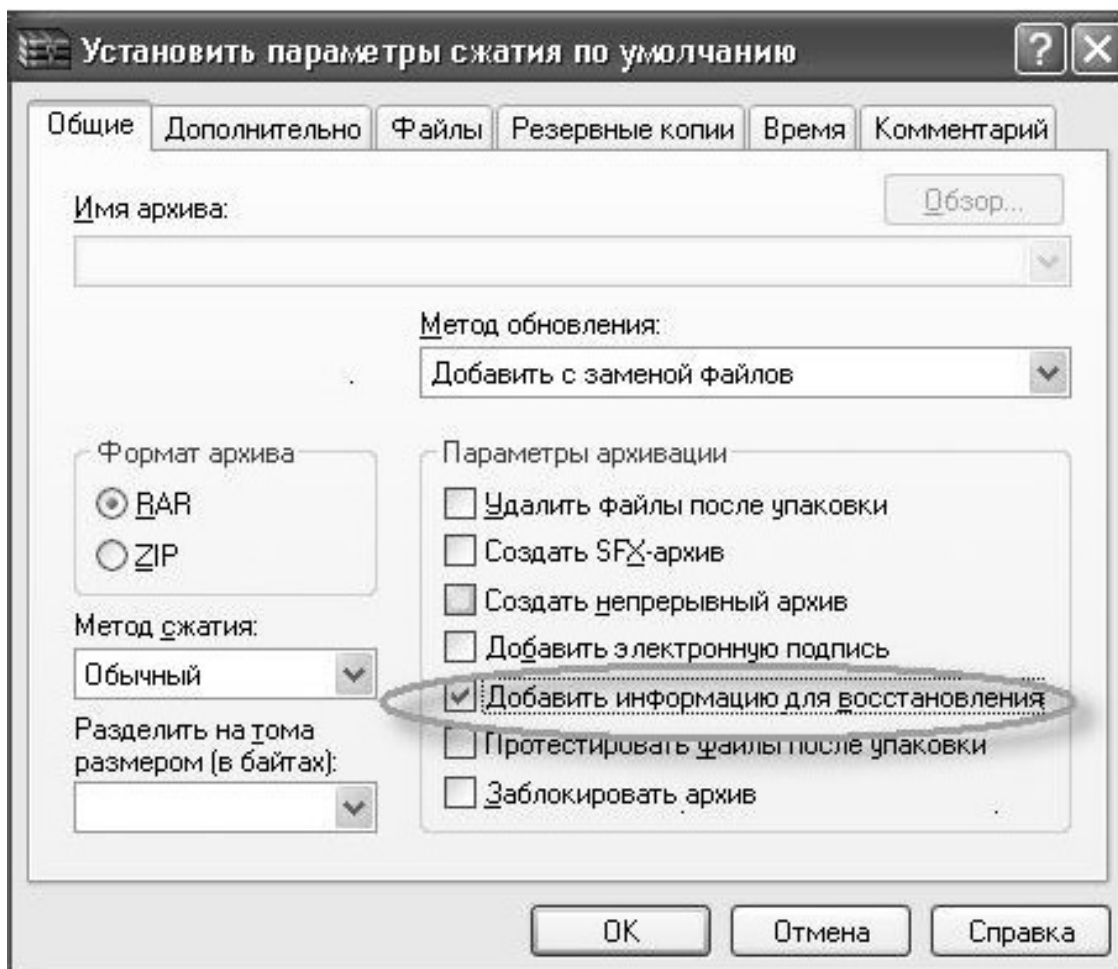 Установить параметры сжатия по умолчанию
Общие Дополнительно Файлы Резервные копии Время Комментарий
Имя архива:
Обзор...
Метод обновления:
Добавить с заменой файлов
Формат архива
RAR
ZIP
Метод сжатия:
Обычный
Разделить на тома
размером (в байтах):
Параметры архивации
Удалить файлы после упаковки
Создать SFX-архив
Создать непрерывный архив
Добавить электронную подпись
Добавить информацию для восстановления
Протестировать файлы после упаковки
Заблокировать архив
OK Отмена Справка